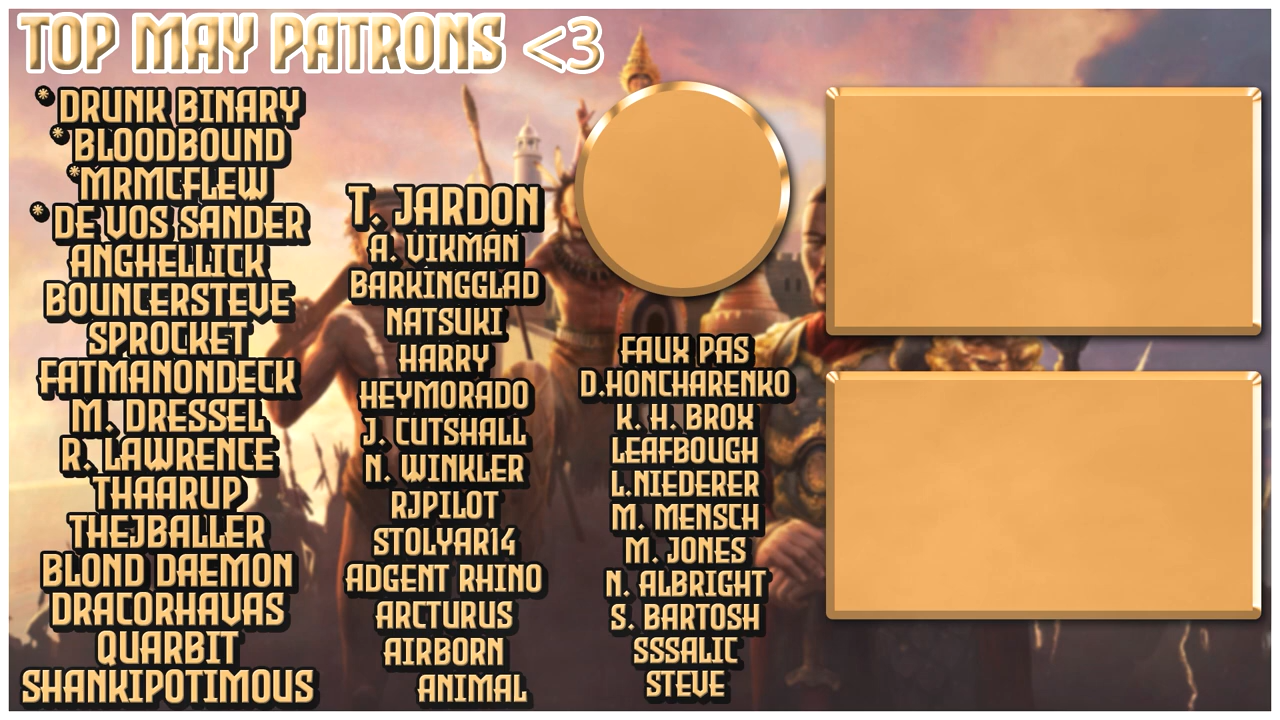 TOP MAY PATRONS <3
*DRUNK BINARY
*BLOODBOUND
*MRMCFLEW
*DE VOS SANDER
ANGHELLICK
BOUNCERSTEVE
SPROCKET
FATMANONDECK
M. DRESSEL
R. LAWRENCE
THAARUP
THEJBALLER
BLOND DAEMON
DRACORHAVAS
QUARBIT
SHANKIPOTIMOUS
T. JARDON
A. VIKMAN
BARKINGGLAD
NATSUKI
HARRY
HEYMORADO
J. CUTSHALL
N. WINKLER
RJPILOT
STOLYAR14
ADGENT RHINO
ARCTURUS
AIRBORN
ANIMAL
FAUX PAS
D.HONCHARENKO
K. H. BROX
LEAFBOUGH
L.NIEDERER
M. MENSCH
M. JONES
N. ALBRIGHT
S. BARTOSH
SSSALIC
STEVE